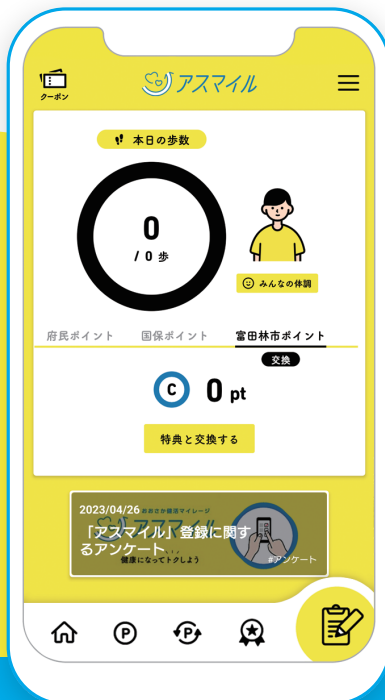 クーポン
アスマイル
本日の歩数
0
/ 0 歩
みんなの体調
府民ポイント 国保ポイント 富田林市ポイント
交換
C 0 pt
特典と交換する
おおさか健活マイレージ
アスマイル
2023/04/26
「アスマイル」登録に関するアンケート
健康になってトクしよう
#アンケート
P
P